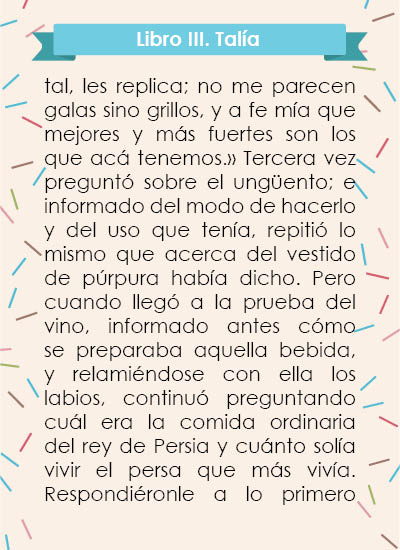 Libro III. Talía
tal, les replica; no me parecen
galas sino grillos, y a fe mía que
mejores y más fuertes son los
que acá tenemos.» Tercera vez
preguntó sobre el ungüento; e
informado del modo de hacerlo
y del uso que tenía, repitió lo
mismo que acerca del vestido
de púrpura había dicho. Pero
cuando llegó a la prueba del
vino, informado antes cómo
se preparaba aquella bebida,
y relamiéndose con ella los
labios, continuó preguntando
cuál era la comida ordinaria
del rey de Persia y cuánto solía
vivir el persa que más vivía.
Respondiéronle a lo primero